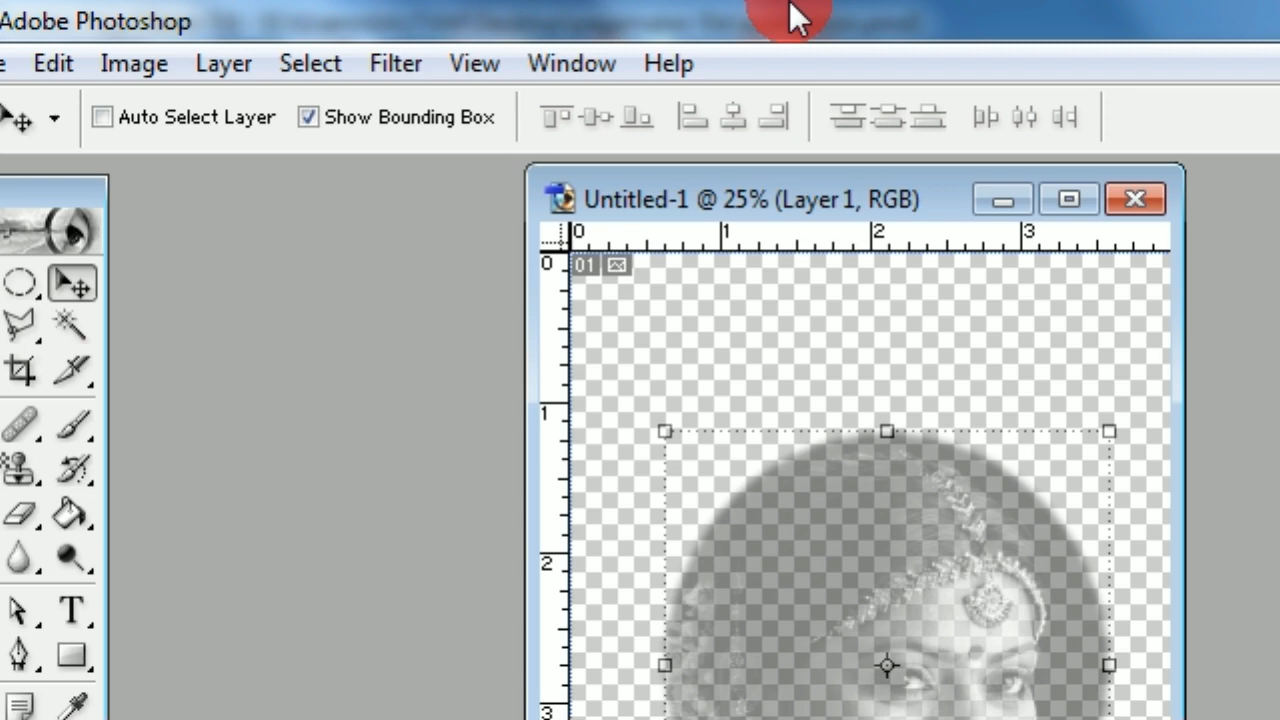 Adobe Photoshop
e Edit Image Layer Select Filter View Window Help
Auto Select Layer Show Bounding Box
Untitled-1 @ 25% (Layer 1, RGB)
0 1 2 3
0
01
1
2
3
T